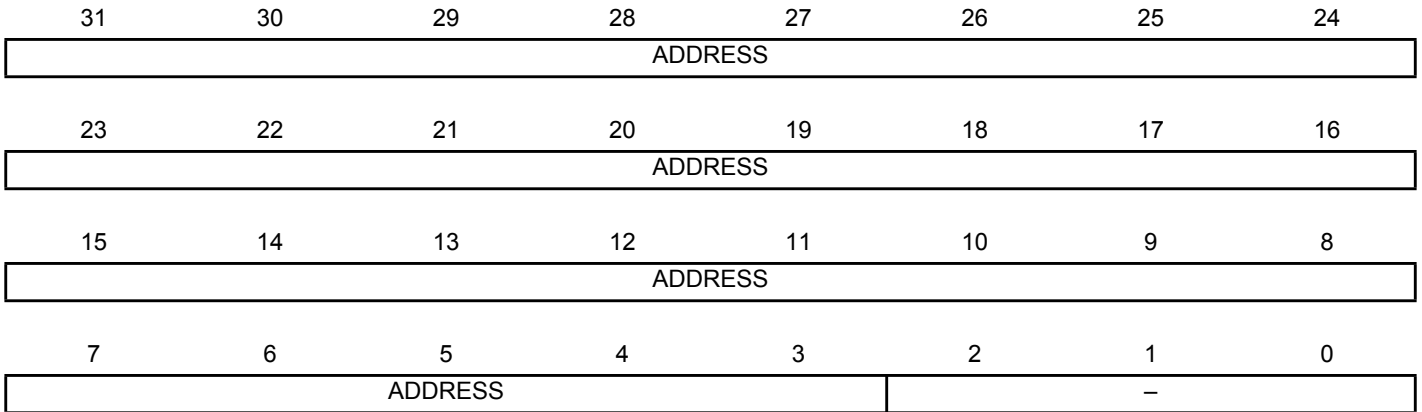 31 30 29 28 27 26 25 24
ADDRESS
23 22 21 20 19 18 17 16
ADDRESS
15 14 13 12 11 10 9 8
ADDRESS
7 6 5 4 3 2 1 0
ADDRESS –